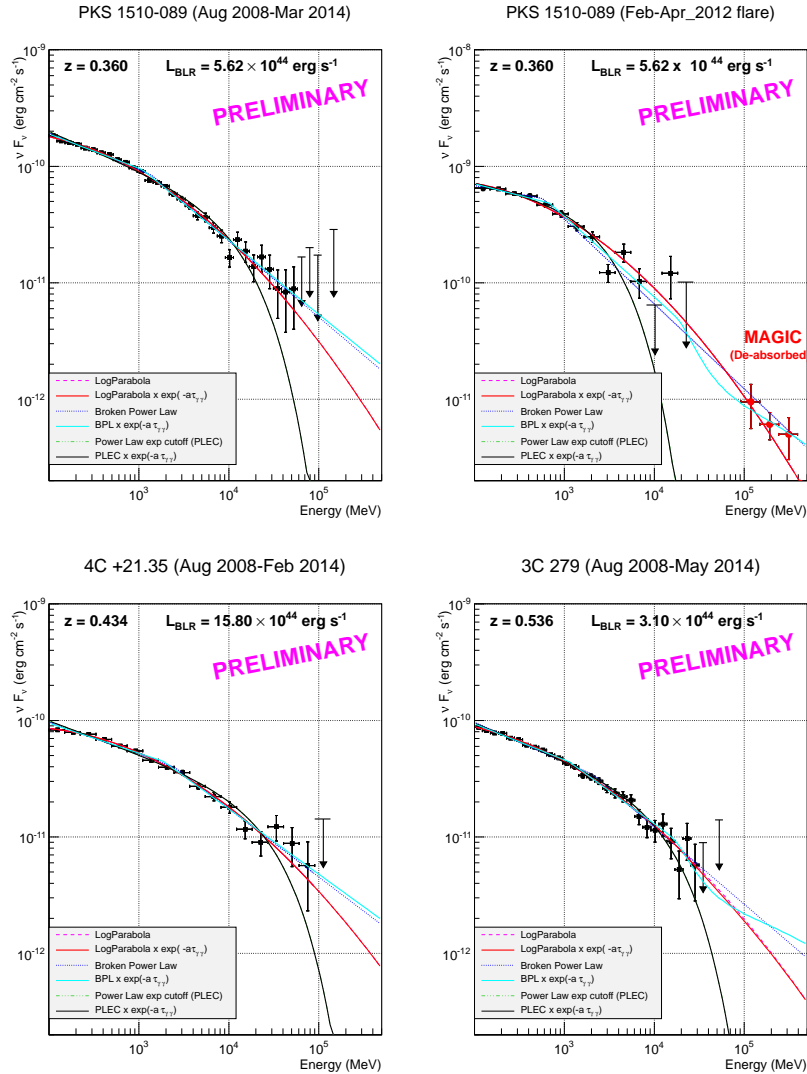 PKS 1510-089 (Aug 2008-Mar 2014)
z = 0.360 L_BLR = 5.62 × 10^44 erg s^-1
PRELIMINARY
ν F_ν (erg cm^-2 s^-1)
10^-9
10^-10
10^-11
10^-12
LogParabola
LogParabola x exp( -aτ_γγ)
Broken Power Law
BPL x exp(-a τ_γγ)
Power Law exp cutoff (PLEC)
PLEC x exp(-a τ_γγ)
10^3 10^4 10^5
Energy (MeV)
PKS 1510-089 (Feb-Apr_2012 flare)
z = 0.360 L_BLR = 5.62 x 10^44 erg s^-1
PRELIMINARY
ν F_ν (erg cm^-2 s^-1)
10^-8
10^-9
10^-10
10^-11
10^-12
MAGIC
(De-absorbed)
LogParabola
LogParabola x exp( -aτ_γγ)
Broken Power Law
BPL x exp(-a τ_γγ)
Power Law exp cutoff (PLEC)
PLEC x exp(-a τ_γγ)
10^3 10^4 10^5
Energy (MeV)
4C +21.35 (Aug 2008-Feb 2014)
z = 0.434 L_BLR = 15.80 × 10^44 erg s^-1
PRELIMINARY
ν F_ν (erg cm^-2 s^-1)
10^-9
10^-10
10^-11
10^-12
LogParabola
LogParabola x exp( -aτ_γγ)
Broken Power Law
BPL x exp(-a τ_γγ)
Power Law exp cutoff (PLEC)
PLEC x exp(-a τ_γγ)
10^3 10^4 10^5
Energy (MeV)
3C 279 (Aug 2008-May 2014)
z = 0.536 L_BLR = 3.10 × 10^44 erg s^-1
PRELIMINARY
ν F_ν (erg cm^-2 s^-1)
10^-9
10^-10
10^-11
10^-12
LogParabola
LogParabola x exp( -aτ_γγ)
Broken Power Law
BPL x exp(-a τ_γγ)
Power Law exp cutoff (PLEC)
PLEC x exp(-a τ_γγ)
10^3 10^4 10^5
Energy (MeV)